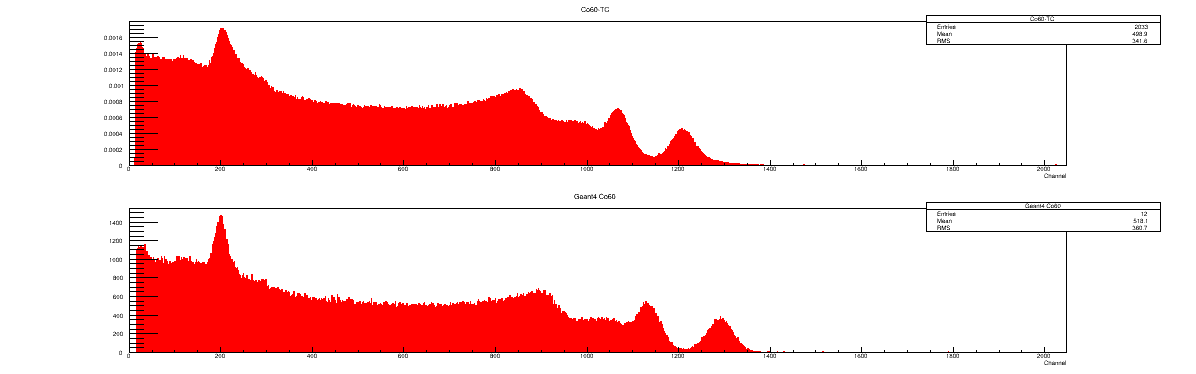 Co60-TC
Co60-TC
Entries 2033
Mean 498.9
RMS 341.6
0.0016
0.0014
0.0012
0.001
0.0008
0.0006
0.0004
0.0002
0
0 200 400 600 800 1000 1200 1400 1600 1800 2000
Channel
Geant4 Co60
Geant4 Co60
Entries 12
Mean 518.1
RMS 360.7
1400
1200
1000
800
600
400
200
0
0 200 400 600 800 1000 1200 1400 1600 1800 2000
Channel